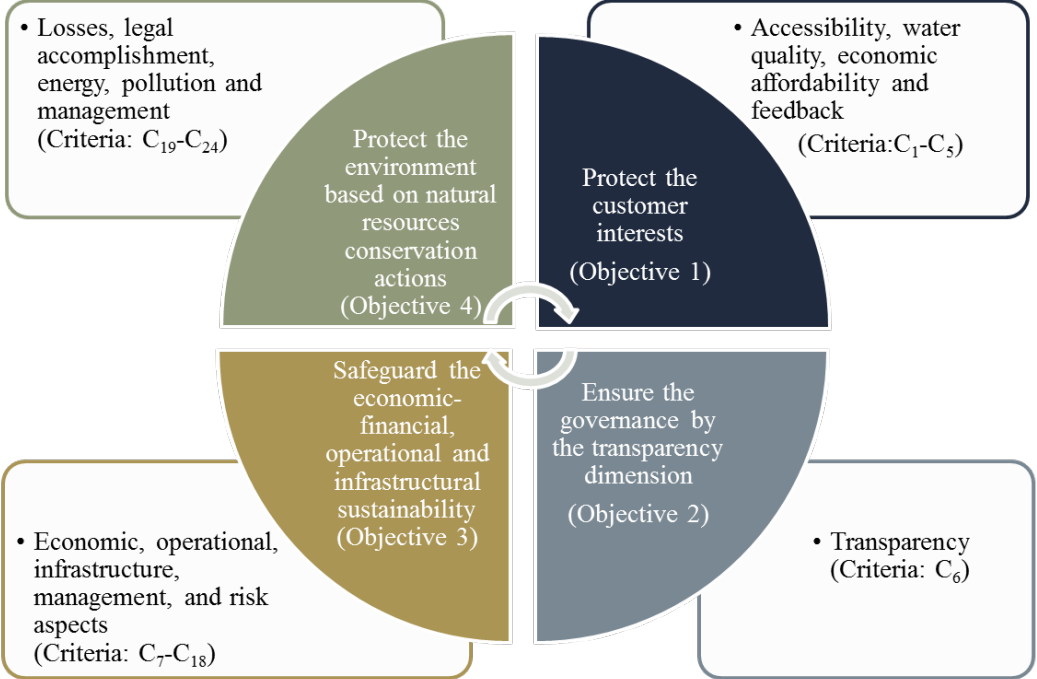 • Losses, legal
accomplishment,
energy, pollution and
management
(Criteria: C₁₉-C₂₄)
Protect the
environment
based on natural
resources
conservation
actions
(Objective 4)
• Accessibility, water
quality, economic
affordability and
feedback
(Criteria:C₁-C₅)
Protect the
customer
interests
(Objective 1)
Safeguard the
economic-
financial,
operational and
infrastructural
sustainability
(Objective 3)
• Economic, operational,
infrastructure,
management, and risk
aspects
(Criteria: C₇-C₁₈)
Ensure the
governance by
the transparency
dimension
(Objective 2)
• Transparency
(Criteria: C₆)